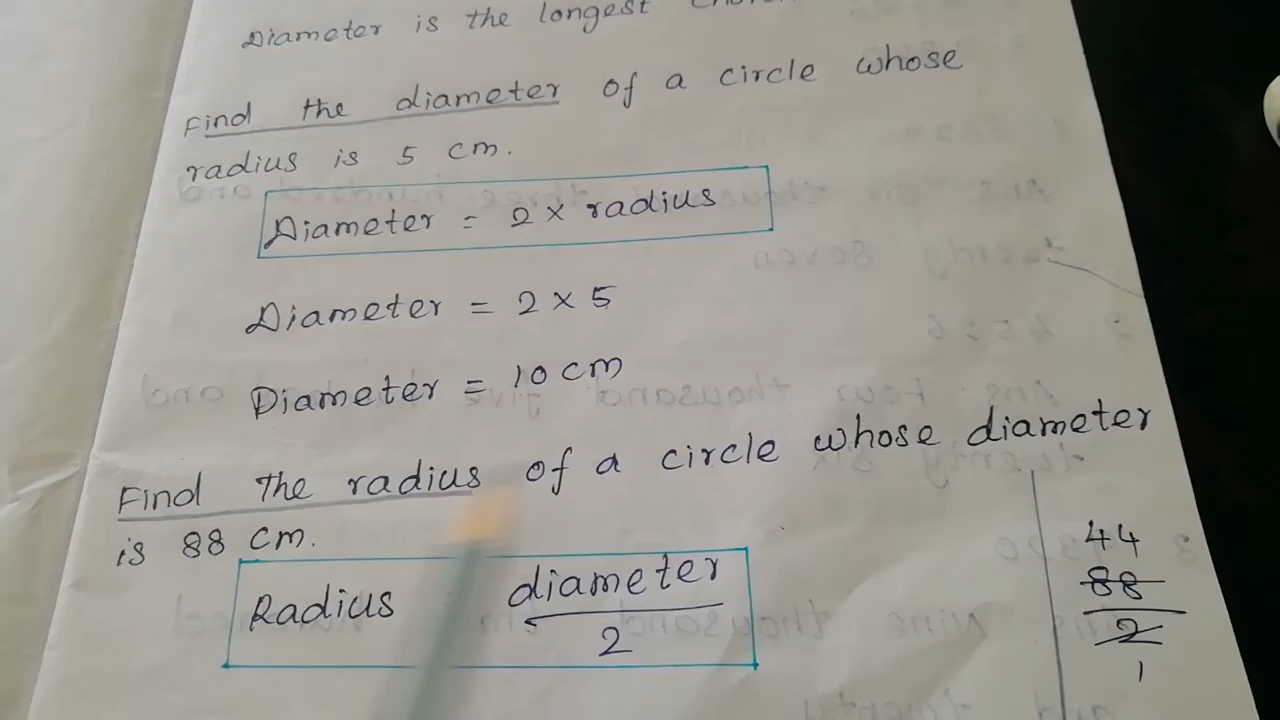 Diameter is the longest
Find the diameter of a circle whose
radius is 5 cm.
Diameter = 2 × radius
Diameter = 2 × 5
Diameter = 10 cm
Find the radius of a circle whose diameter
is 88 cm.
Radius diameter
2
44
88
2
1